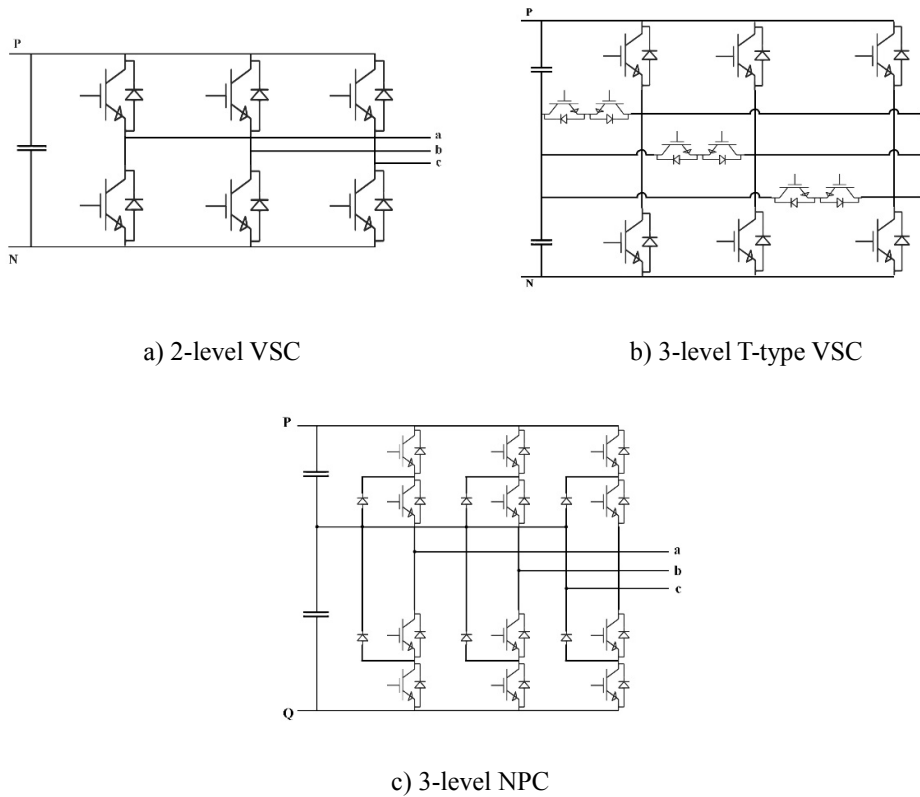 P
a
b
c
N
a) 2-level VSC
P
N
b) 3-level T-type VSC
P
a
b
c
Q
c) 3-level NPC